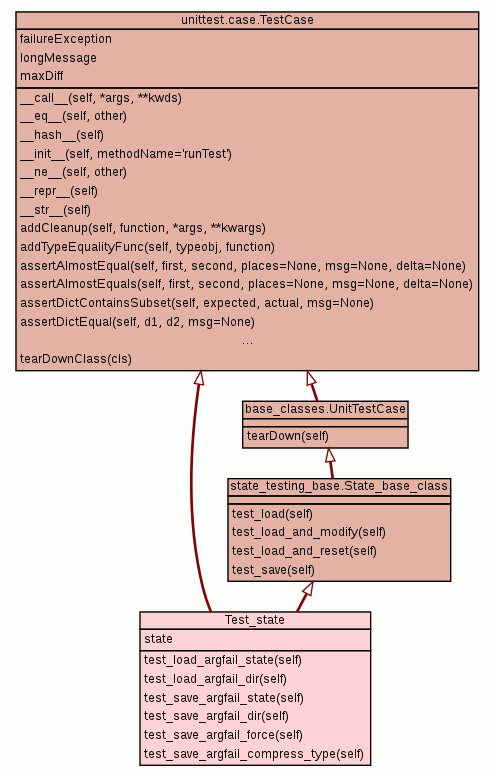 unittest.case.TestCase
failureException
longMessage
maxDiff
__call__(self, *args, **kwds)
__eq__(self, other)
__hash__(self)
__init__(self, methodName='runTest')
__ne__(self, other)
__repr__(self)
__str__(self)
addCleanup(self, function, *args, **kwargs)
addTypeEqualityFunc(self, typeobj, function)
assertAlmostEqual(self, first, second, places=None, msg=None, delta=None)
assertAlmostEquals(self, first, second, places=None, msg=None, delta=None)
assertDictContainsSubset(self, expected, actual, msg=None)
assertDictEqual(self, d1, d2, msg=None)
...
tearDownClass(cls)
base_classes.UnitTestCase
tearDown(self)
state_testing_base.State_base_class
test_load(self)
test_load_and_modify(self)
test_load_and_reset(self)
test_save(self)
Test_state
state
test_load_argfail_state(self)
test_load_argfail_dir(self)
test_save_argfail_state(self)
test_save_argfail_dir(self)
test_save_argfail_force(self)
test_save_argfail_compress_type(self)